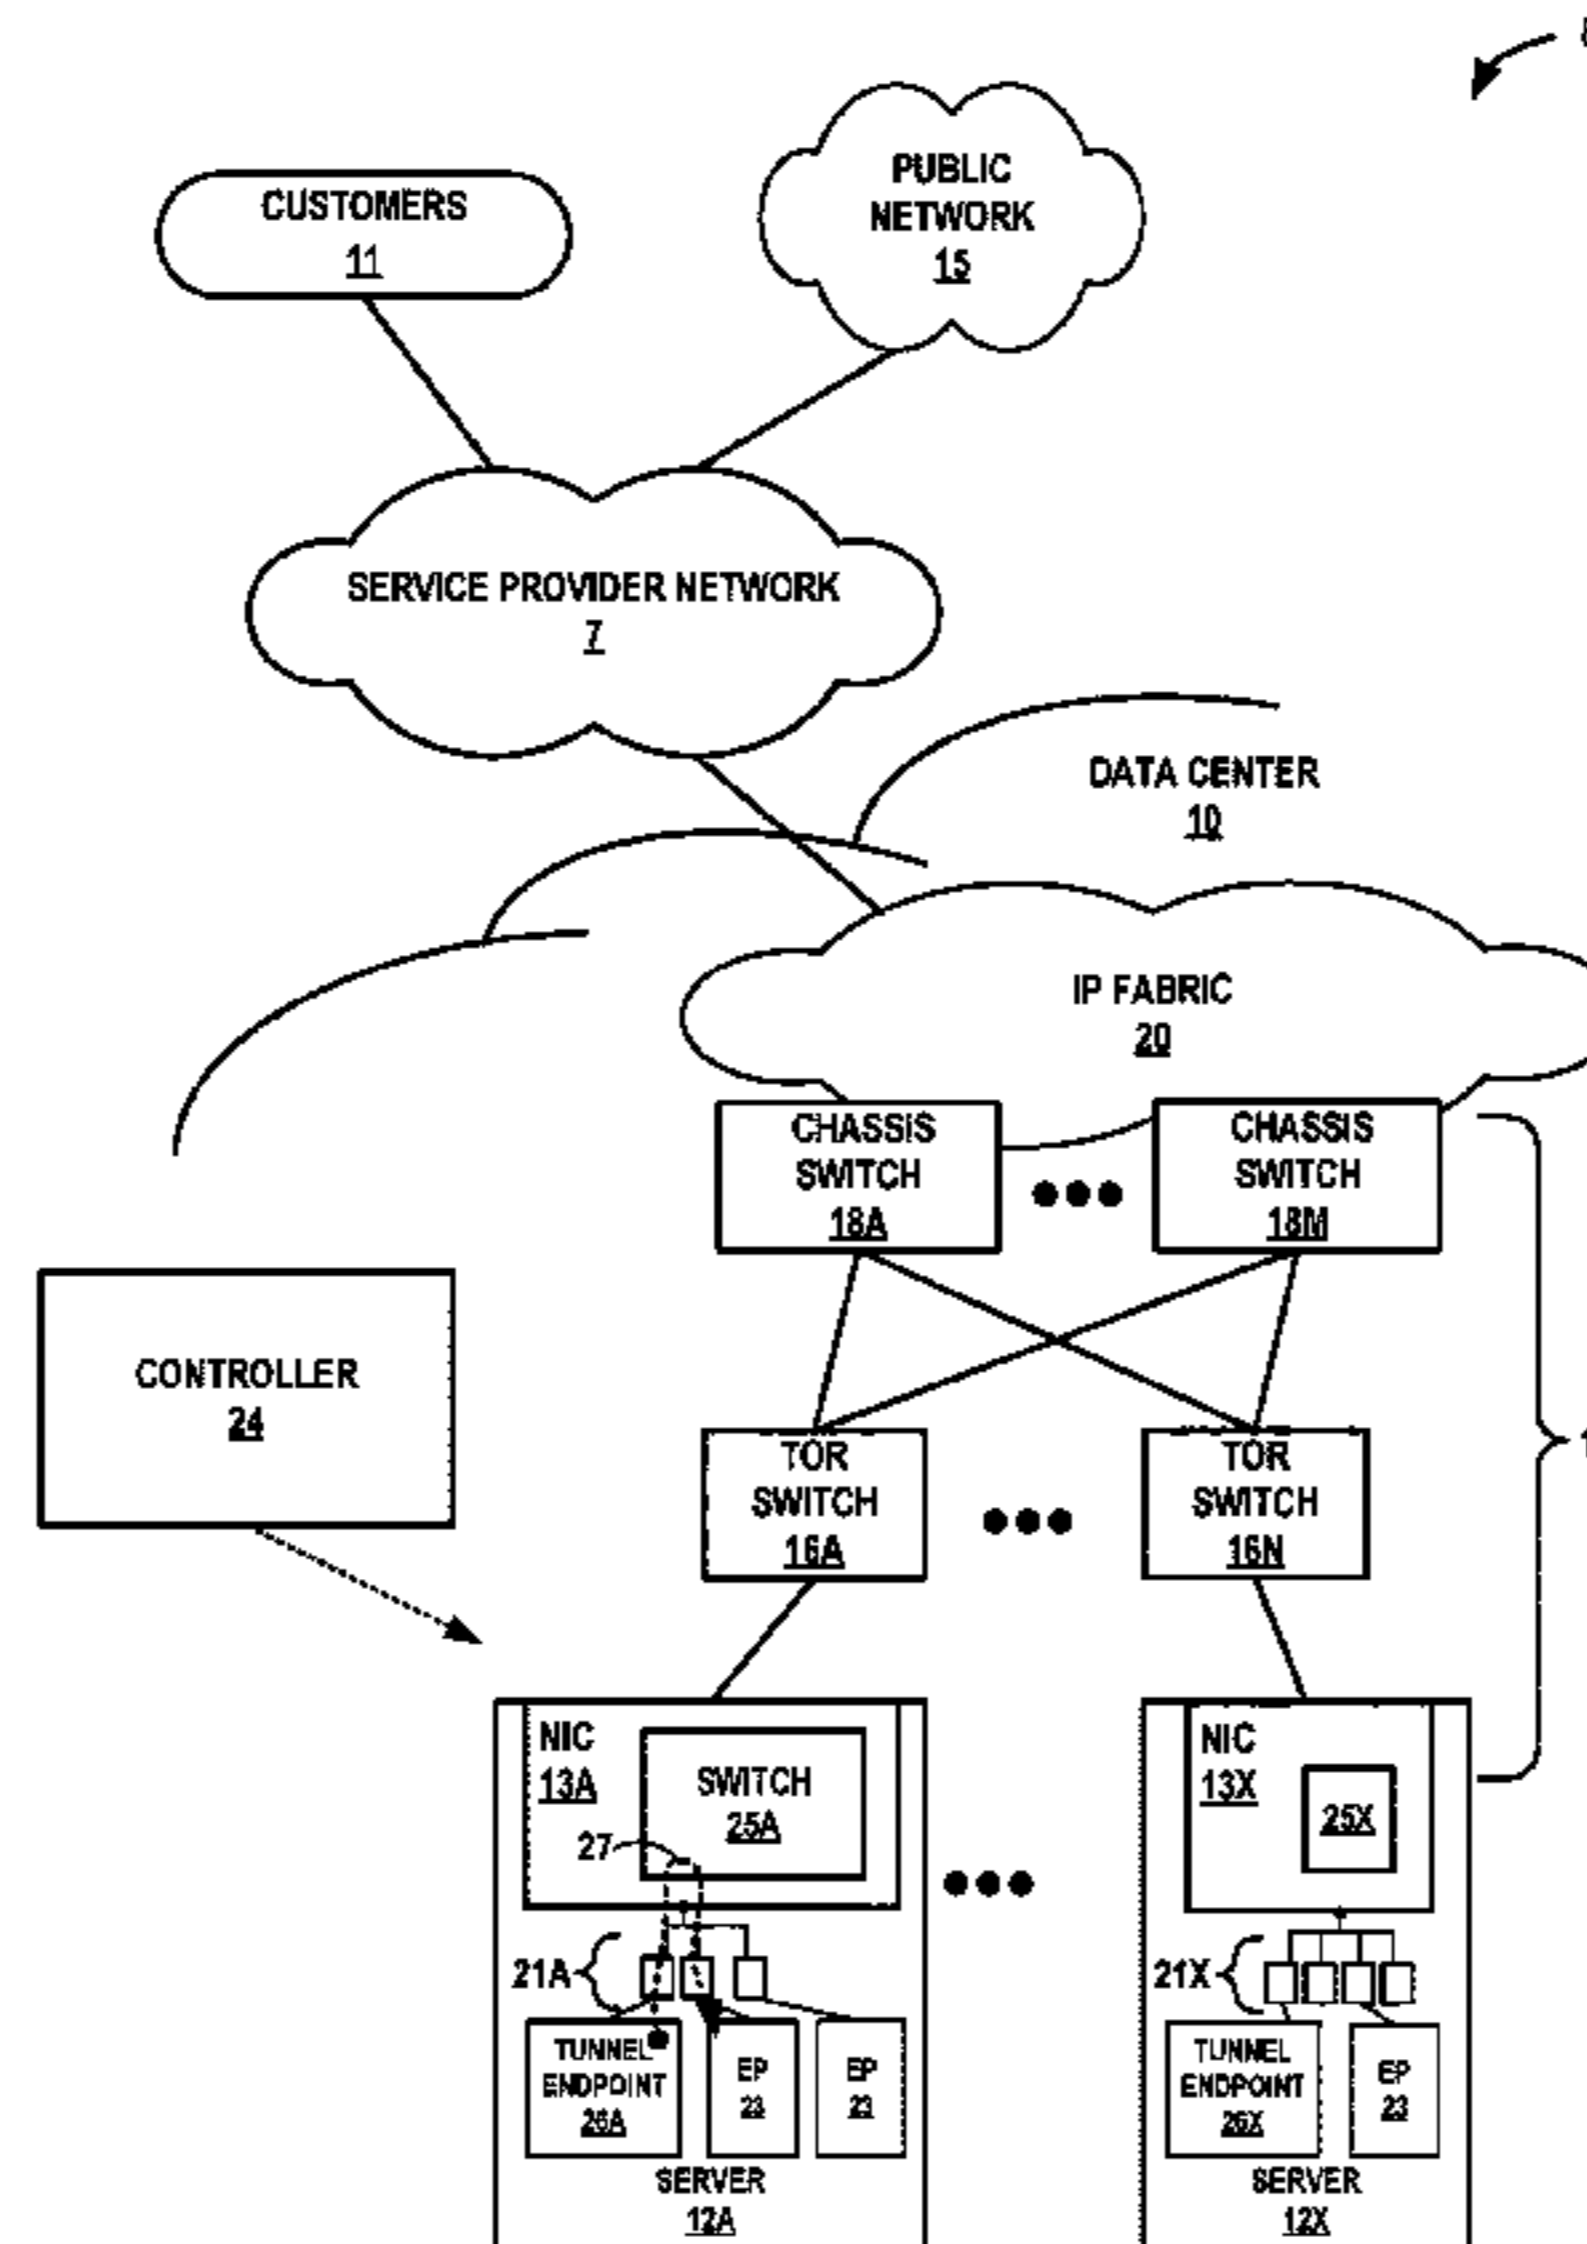 8
PUBLIC
NETWORK
15
CUSTOMERS
11
SERVICE PROVIDER NETWORK
7
DATA CENTER
10
IP FABRIC
20
CHASSIS
SWITCH
18A
CHASSIS
SWITCH
18M
CONTROLLER
24
TOR
SWITCH
16A
TOR
SWITCH
16N
NIC
13A
SWITCH
25A
27
21A
TUNNEL
ENDPOINT
26A
EP
23
EP
23
SERVER
12A
NIC
13X
25X
21X
TUNNEL
ENDPOINT
26X
EP
23
SERVER
12X